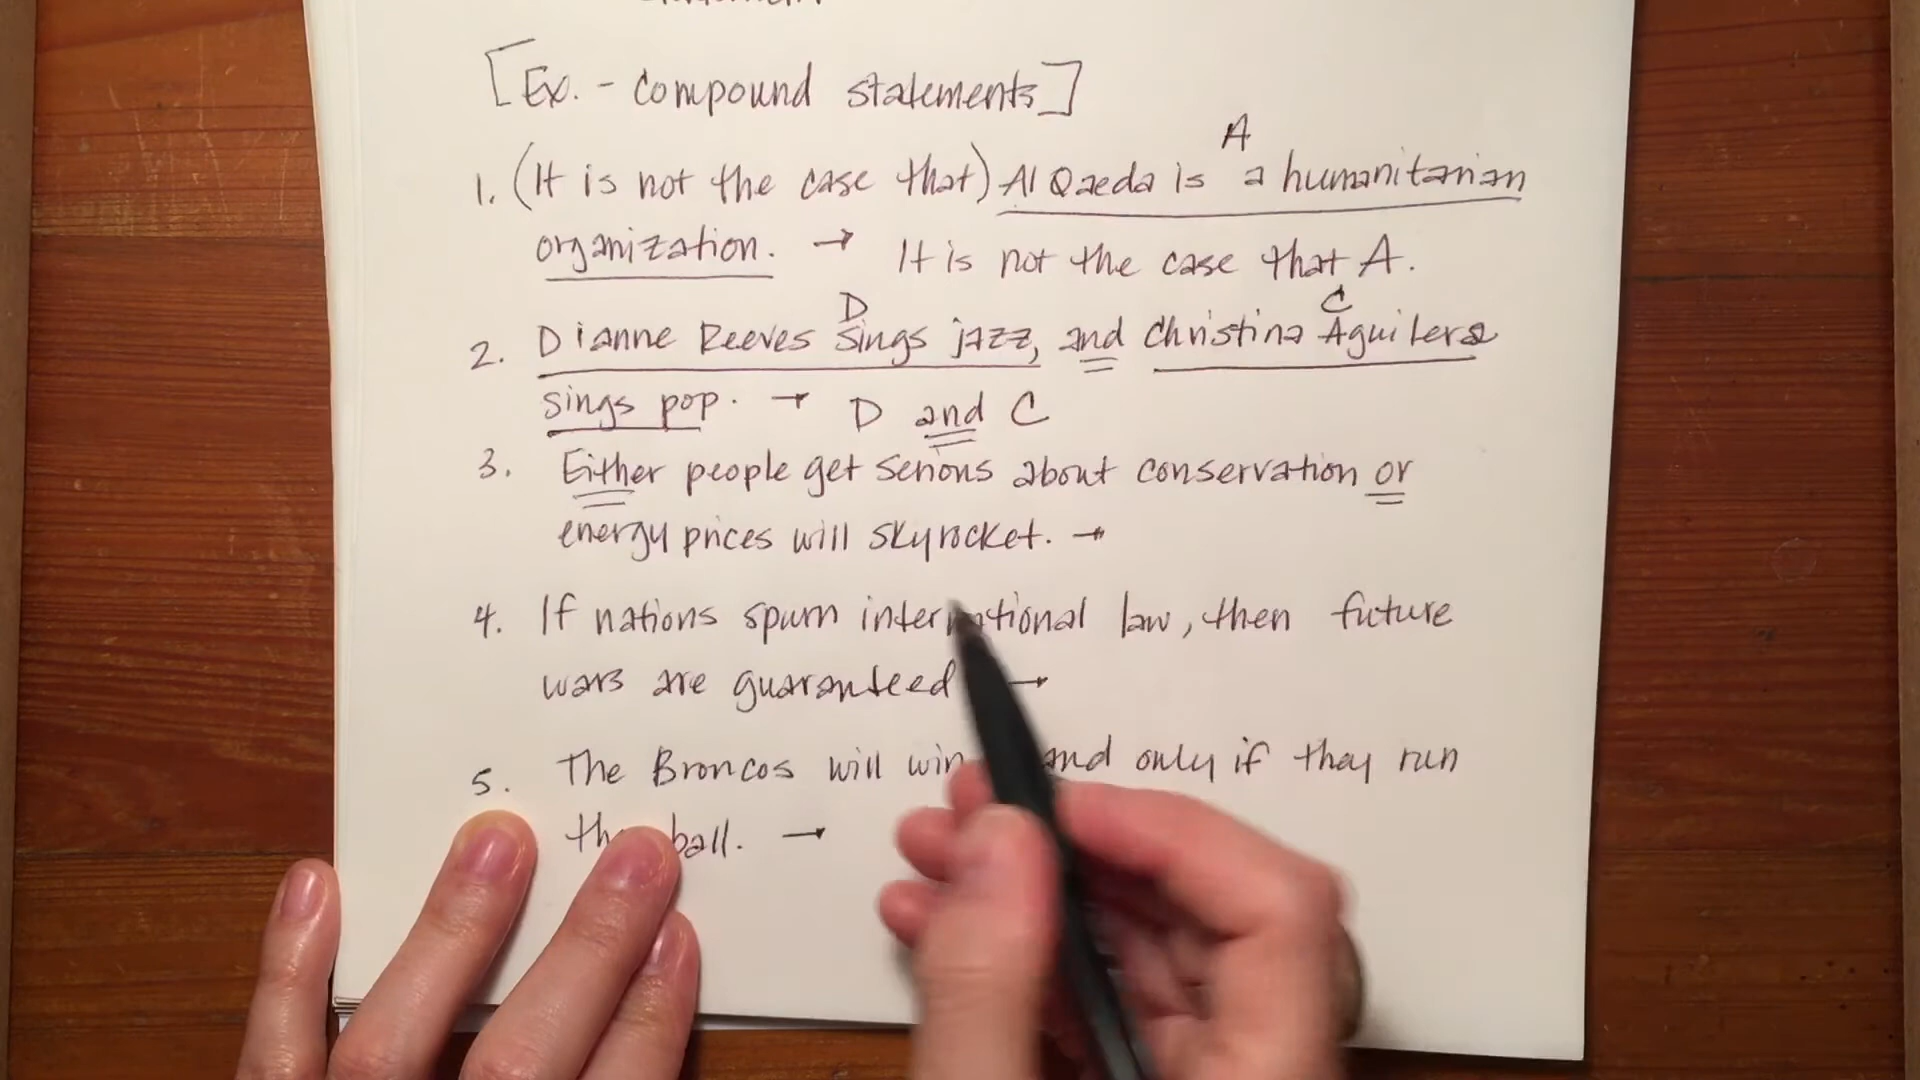 [Ex. - compound statements]
A
1. (It is not the case that) Al Qaeda is a humanitarian
organization. → It is not the case that A.
D C
2. Dianne Reeves sings jazz, and Christina Aguilera
sings pop. → D and C
3. Either people get serious about conservation or
energy prices will skyrocket. →
4. If nations spurn international law, then future
wars are guaranteed →
5. The Broncos will win and only if they run
the ball. →